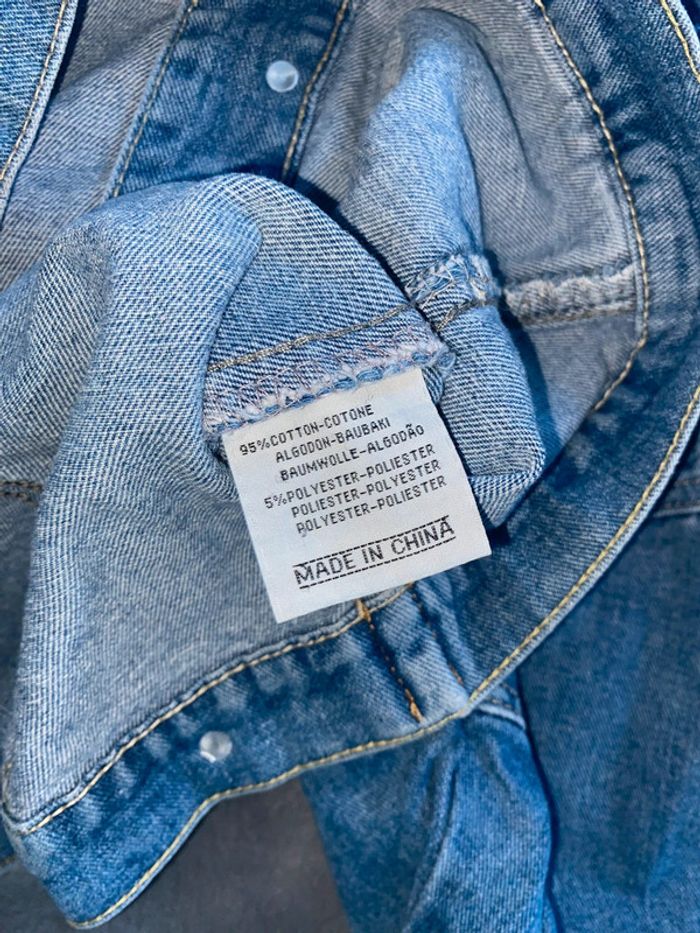 95%COTTON-COTONE
ALGODON-BAUBAKI
BAUMWOLLE-ALGODÃO
5%POLYESTER-POLIESTER
POLIESTER-POLYESTER
POLYESTER-POLIESTER
MADE IN CHINA